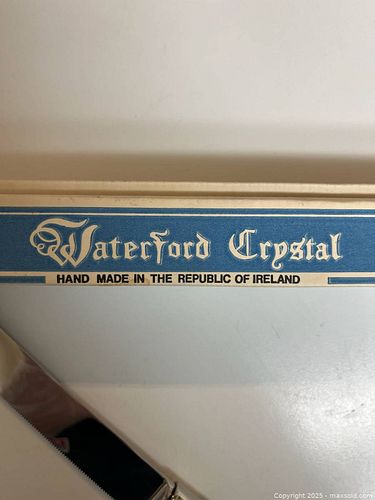 Waterford Crystal
HAND MADE IN THE REPUBLIC OF IRELAND
Copyright 2025 - maxsold.com